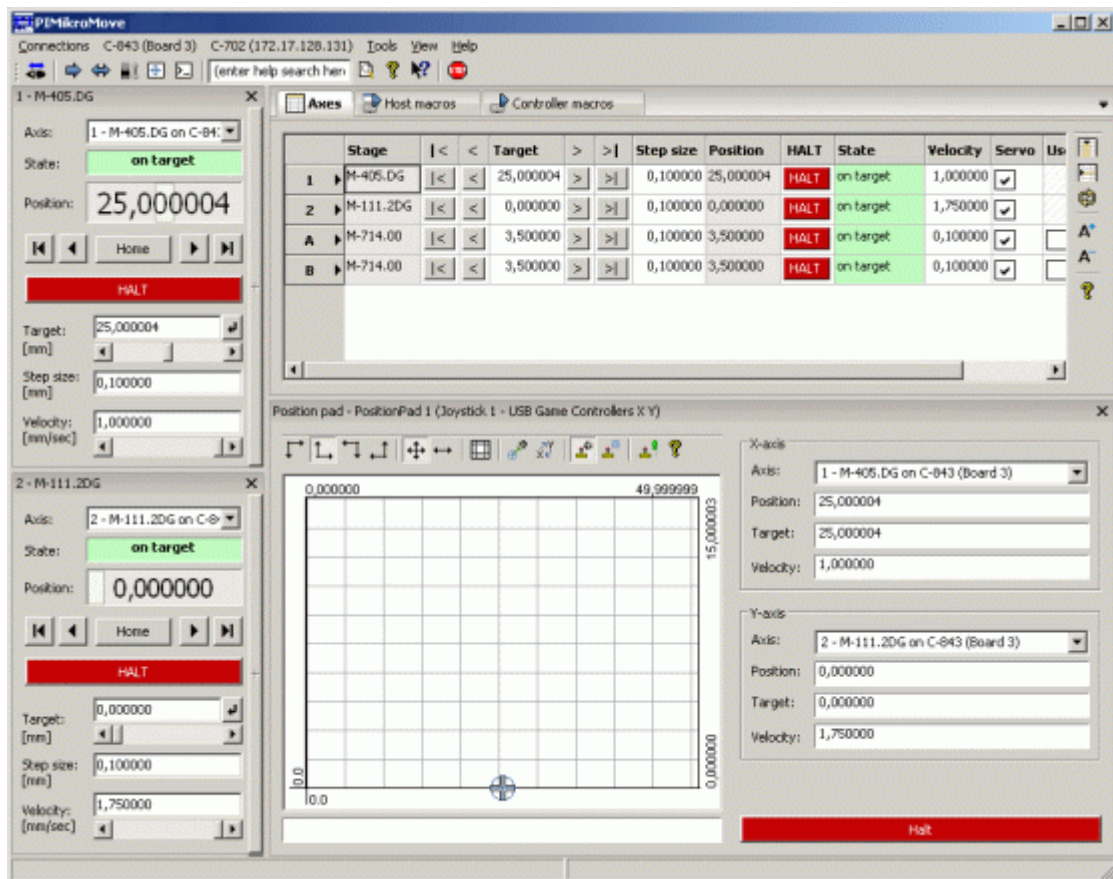 PIMikroMove
Connections C-843 (Board 3) C-702 (172.17.128.131) Tools View Help
(enter help search her
1 - M-405.DG
Axis: 1 - M-405.DG on C-84
State: on target
Position: 25,000004
Home
HALT
Target: [mm] 25,000004
Step size: [mm] 0,100000
Velocity: [mm/sec] 1,000000
2 - M-111.2DG
Axis: 2 - M-111.2DG on C-8
State: on target
Position: 0,000000
Home
HALT
Target: [mm] 0,000000
Step size: [mm] 0,100000
Velocity: [mm/sec] 1,750000
Axes Host macros Controller macros
Stage |< < Target > >| Step size Position HALT State Velocity Servo Us
1 M-405.DG |< < 25,000004 > >| 0,100000 25,000004 HALT on target 1,000000
2 M-111.2DG |< < 0,000000 > >| 0,100000 0,000000 HALT on target 1,750000
A M-714.00 |< < 3,500000 > >| 0,100000 3,500000 HALT on target 0,100000
B M-714.00 |< < 3,500000 > >| 0,100000 3,500000 HALT on target 0,100000
A+
A-
Position pad - PositionPad 1 (Joystick 1 - USB Game Controllers X Y)
0,000000 49,999999
15,000003
0,000000
0.0
0.0
X-axis
Axis: 1 - M-405.DG on C-843 (Board 3)
Position: 25,000004
Target: 25,000004
Velocity: 1,000000
Y-axis
Axis: 2 - M-111.2DG on C-843 (Board 3)
Position: 0,000000
Target: 0,000000
Velocity: 1,750000
Halt